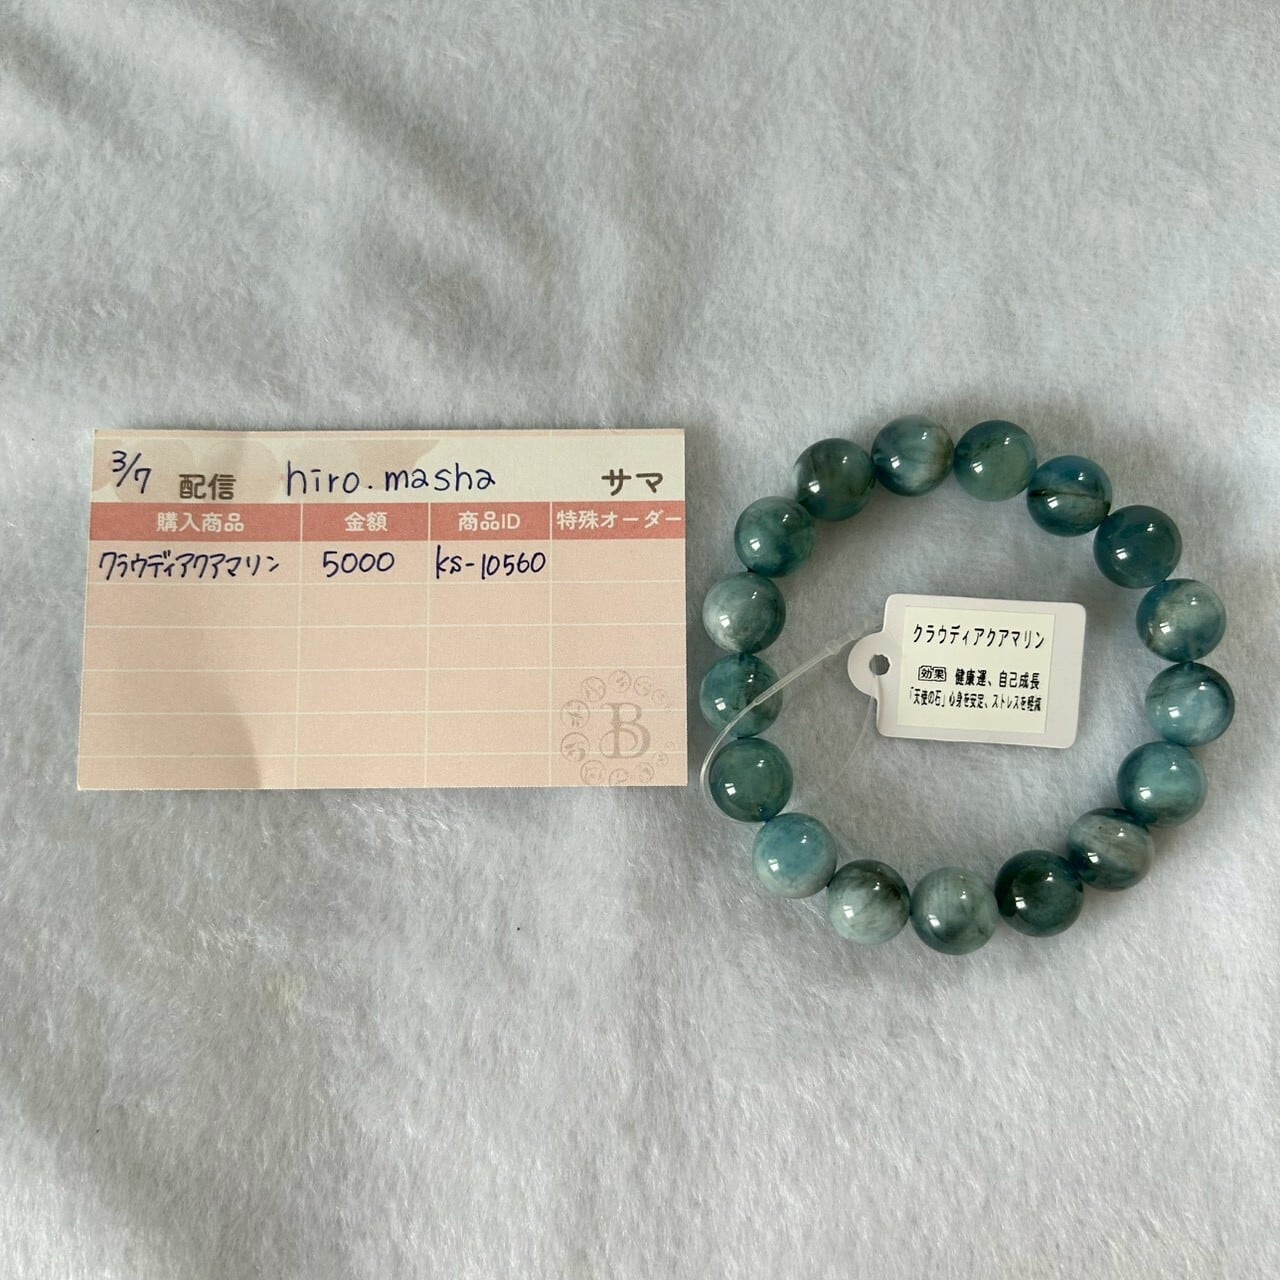 3/7 配信 hiro.masha サマ
購入商品 金額 商品ID 特殊オーダー
クラウディアクアマリン 5000 ks-10560
B
クラウディアクアマリン
効果 健康運、自己成長
「天使の石」心身を安定、ストレスを軽減